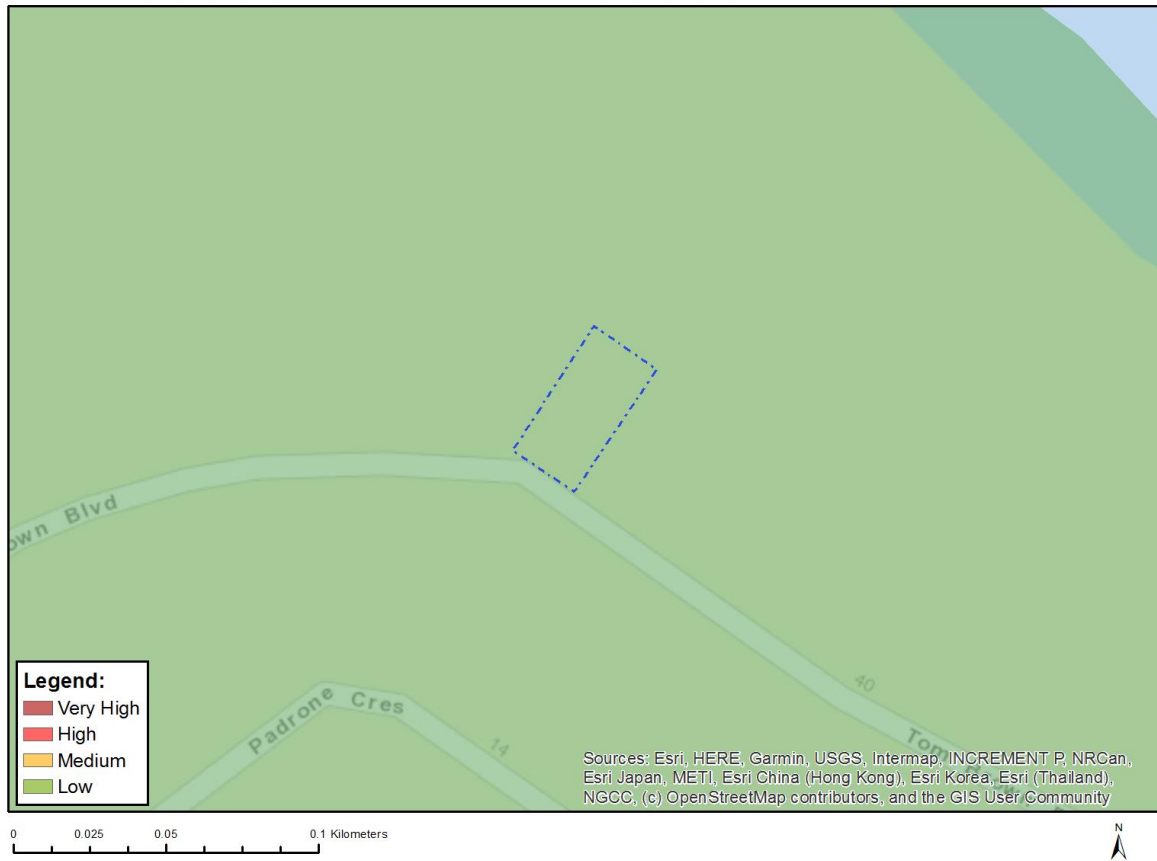 own Blvd
Padrone Cres
14
40
Legend:
Very High
High
Medium
Low
Sources: Esri, HERE, Garmin, USGS, Intermap, INCREMENT P, NRCan,
Esri Japan, METI, Esri China (Hong Kong), Esri Korea, Esri (Thailand),
NGCC, (c) OpenStreetMap contributors, and the GIS User Community
0 0.025 0.05 0.1 Kilometers
N